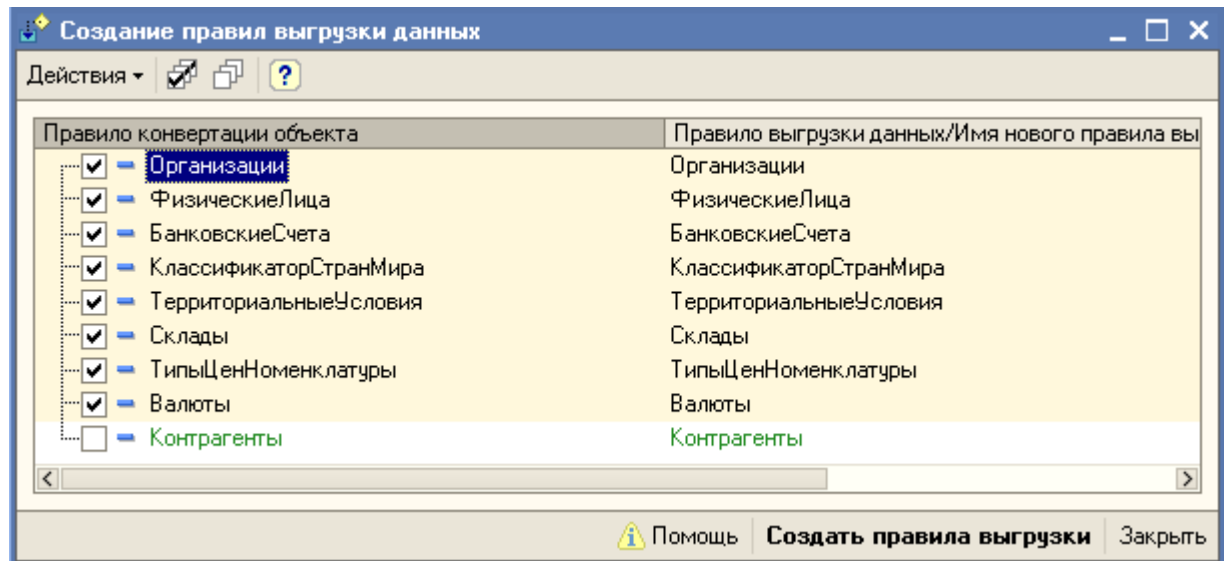 Создание правил выгрузки данных
Действия
Правило конвертации объекта Правило выгрузки данных/Имя нового правила вы
Организации Организации
ФизическиеЛица ФизическиеЛица
БанковскиеСчета БанковскиеСчета
КлассификаторСтранМира КлассификаторСтранМира
ТерриториальныеУсловия ТерриториальныеУсловия
Склады Склады
ТипыЦенНоменклатуры ТипыЦенНоменклатуры
Валюты Валюты
Контрагенты Контрагенты
Помощь Создать правила выгрузки Закрыть